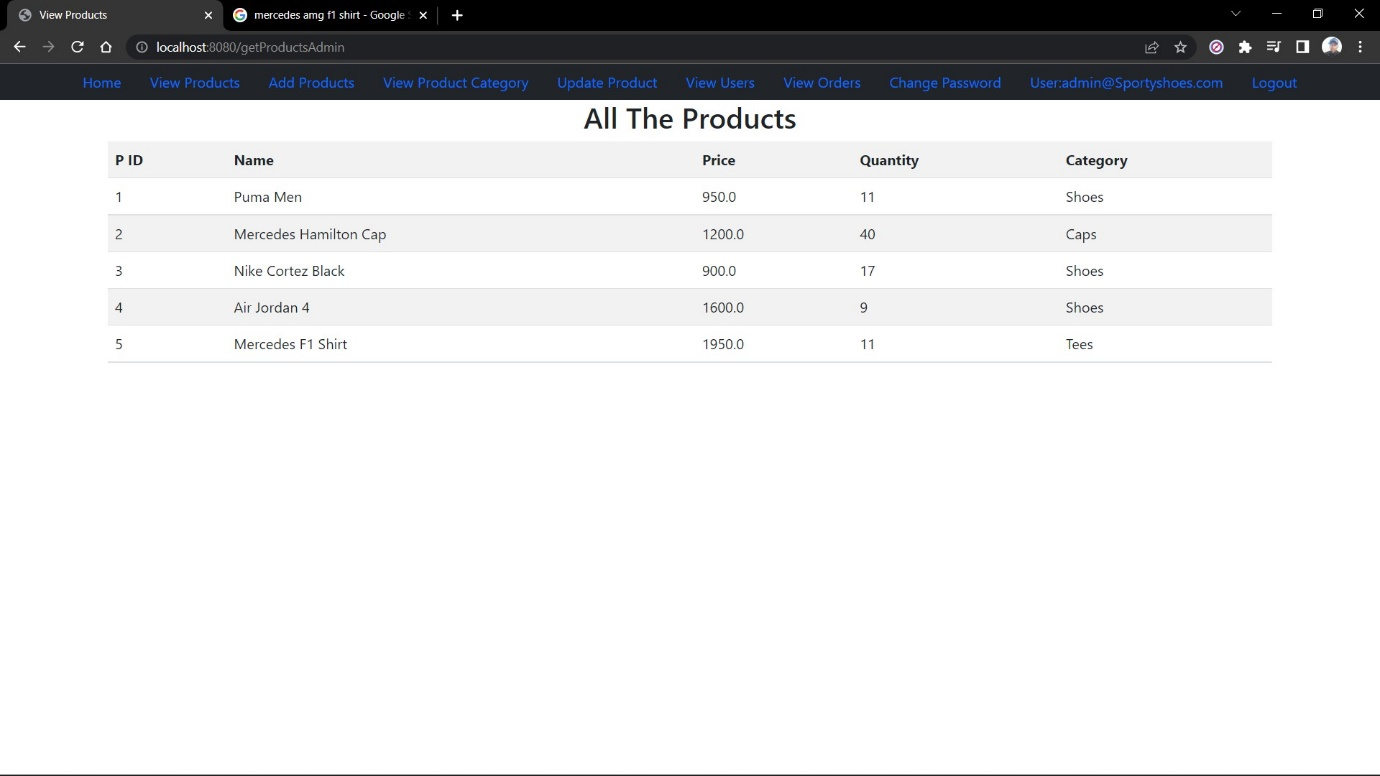 View Products mercedes amg f1 shirt - Google
localhost:8080/getProductsAdmin
Home View Products Add Products View Product Category Update Product View Users View Orders Change Password User:admin@Sportyshoes.com Logout
All The Products
P ID Name Price Quantity Category
1 Puma Men 950.0 11 Shoes
2 Mercedes Hamilton Cap 1200.0 40 Caps
3 Nike Cortez Black 900.0 17 Shoes
4 Air Jordan 4 1600.0 9 Shoes
5 Mercedes F1 Shirt 1950.0 11 Tees